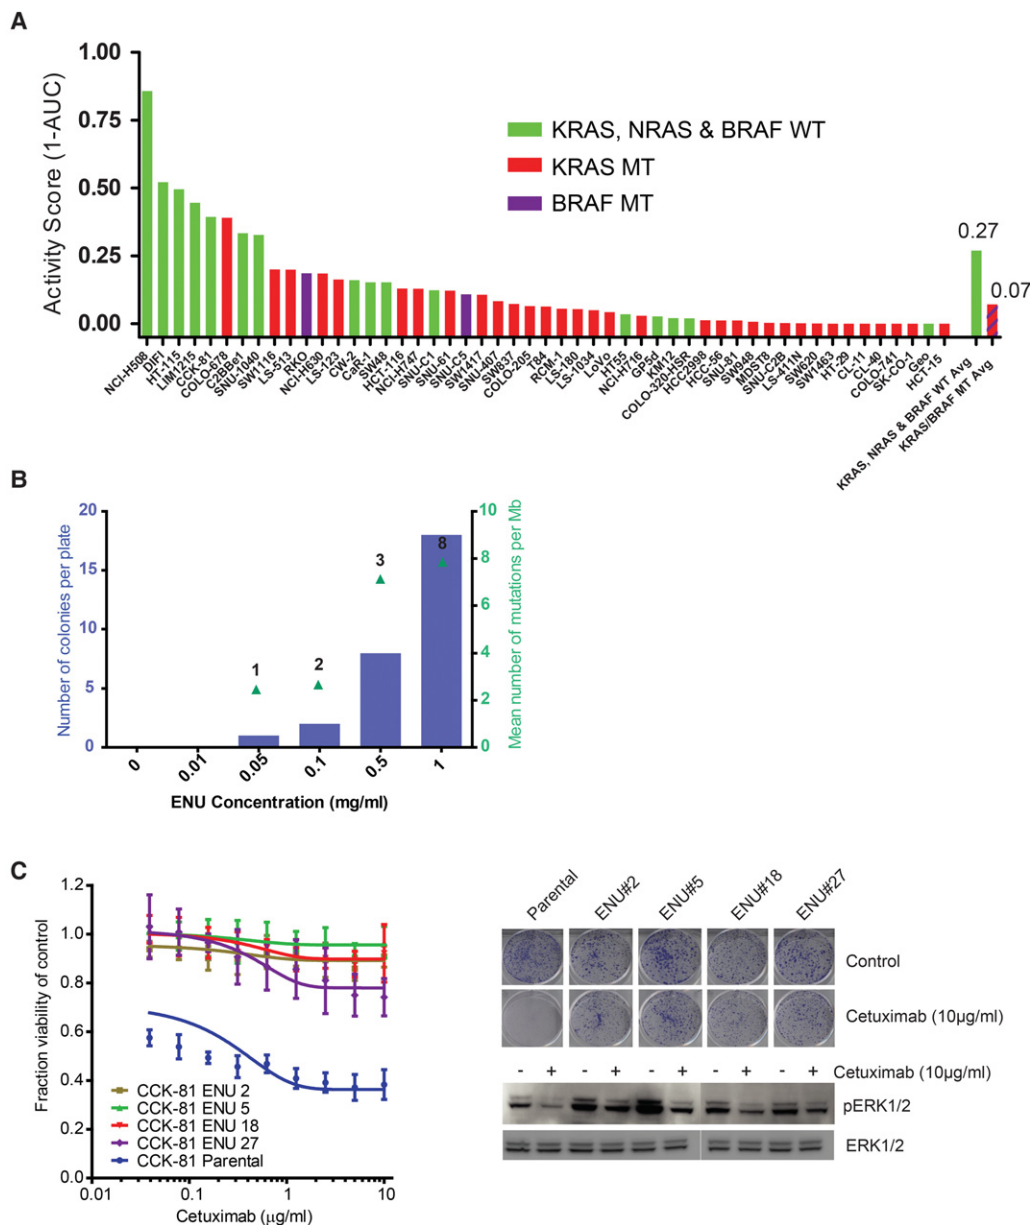 A
Activity Score (1-AUC)
1.00
0.75
0.50
0.25
0.00
KRAS, NRAS & BRAF WT
KRAS MT
BRAF MT
0.27
0.07
NCI-H508
DIFI
HT-115
LIM1215
CCK-81
COLO-678
C2BBe1
SNU-1040
SW1116
LS-513
RKO
NCI-H630
LS-123
CW-2
CaR-1
SW48
HCT-116
NCI-H747
SNU-C1
SNU-61
SNU-C5
SW1417
SNU-407
SW837
COLO-205
T84
RCM-1
LS-180
LS-1034
LoVo
HT55
NCI-H716
GP5d
KM12
COLO-320-HSR
HCC2998
HCC-56
SNU-81
SW948
MDST8
SNU-C2B
LS-411N
SW620
SW1463
HT-29
CL-11
CL-40
COLO-741
SK-CO-1
Geo
HCT-15
KRAS, NRAS & BRAF WT Avg
KRAS/BRAF MT Avg
B
Number of colonies per plate
20
15
10
5
0
1
2
3
8
10
8
6
4
2
0
Mean number of mutations per Mb
0
0.01
0.05
0.1
0.5
1
ENU Concentration (mg/ml)
C
Fraction viability of control
1.2
1.0
0.8
0.6
0.4
0.2
0.0
CCK-81 ENU 2
CCK-81 ENU 5
CCK-81 ENU 18
CCK-81 ENU 27
CCK-81 Parental
0.01
0.1
1
10
Cetuximab (μg/ml)
Parental
ENU#2
ENU#5
ENU#18
ENU#27
Control
Cetuximab (10μg/ml)
- + - + - + - + - + Cetuximab (10μg/ml)
pERK1/2
ERK1/2